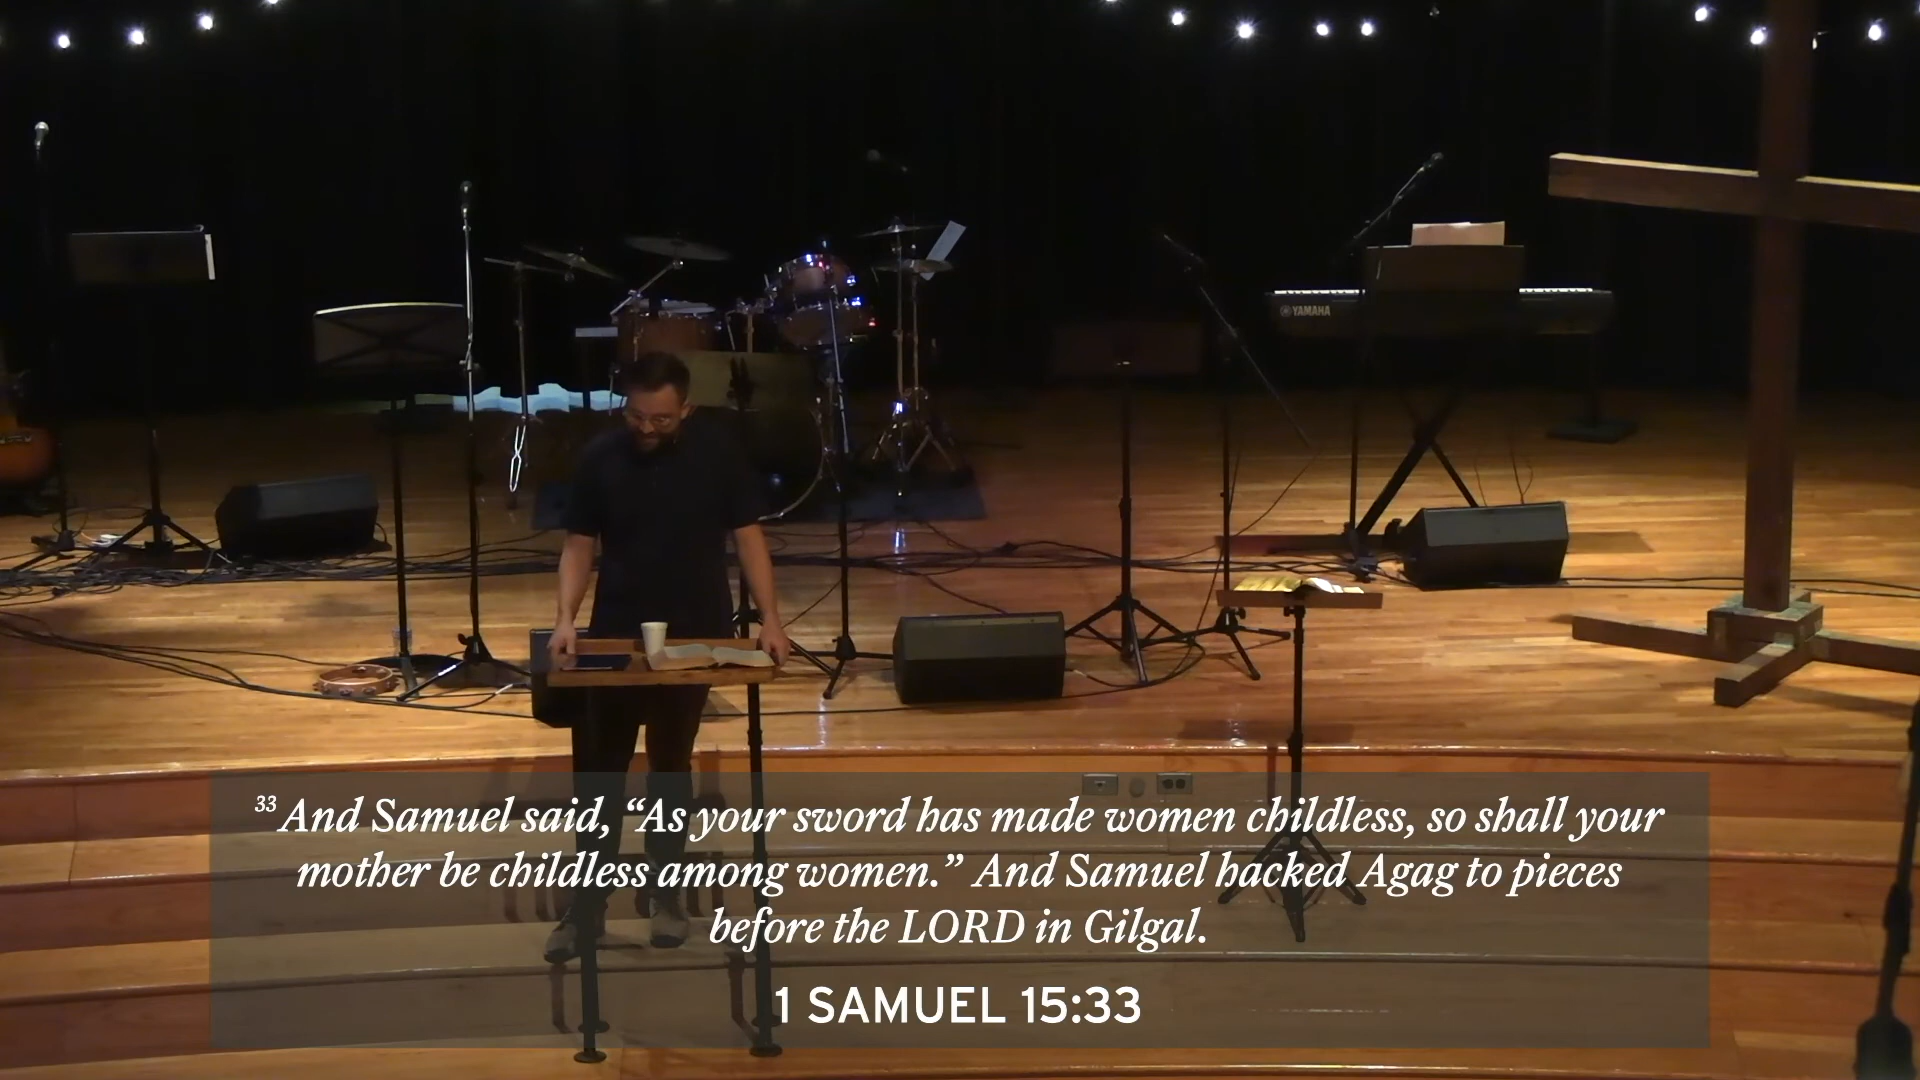 YAMAHA
33 And Samuel said, “As your sword has made women childless, so shall your
mother be childless among women.” And Samuel hacked Agag to pieces
before the LORD in Gilgal.
1 SAMUEL 15:33